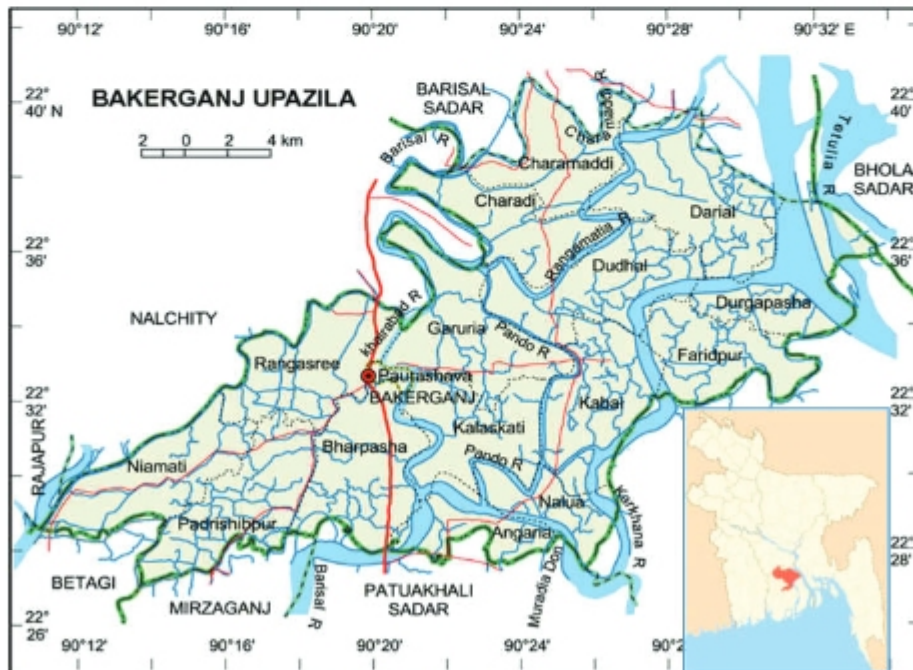 90°12'
90°16'
90°20'
90°24'
90°28'
90°32' E
22°
40' N
BAKERGANJ UPAZILA
2 0 2 4 km
BARISAL
SADAR
22°
40'
Barisal R
Chara
Charamaddi
Tetulia R
BHOLA
SADAR
Charadi
Darial
22°
36'
Rangamatia R
22°
36'
Dudhal
Durgapasha
NALCHITY
Khairabad R
Garuria
Pando R
Faridpur
Rangasree
Paurashava
BAKERGANJ
22°
32'
Kabai
22°
32'
Bharpasha
Kalaskati
RAJAPUR
Niamati
Pando R
Nalua
Karkhana R
Padrishibpur
Angaria
22°
28'
BETAGI
MIRZAGANJ
Barisal R
PATUAKHALI
SADAR
Muradia Don
22°
26'
90°12'
90°16'
90°20'
90°24'
90°28'